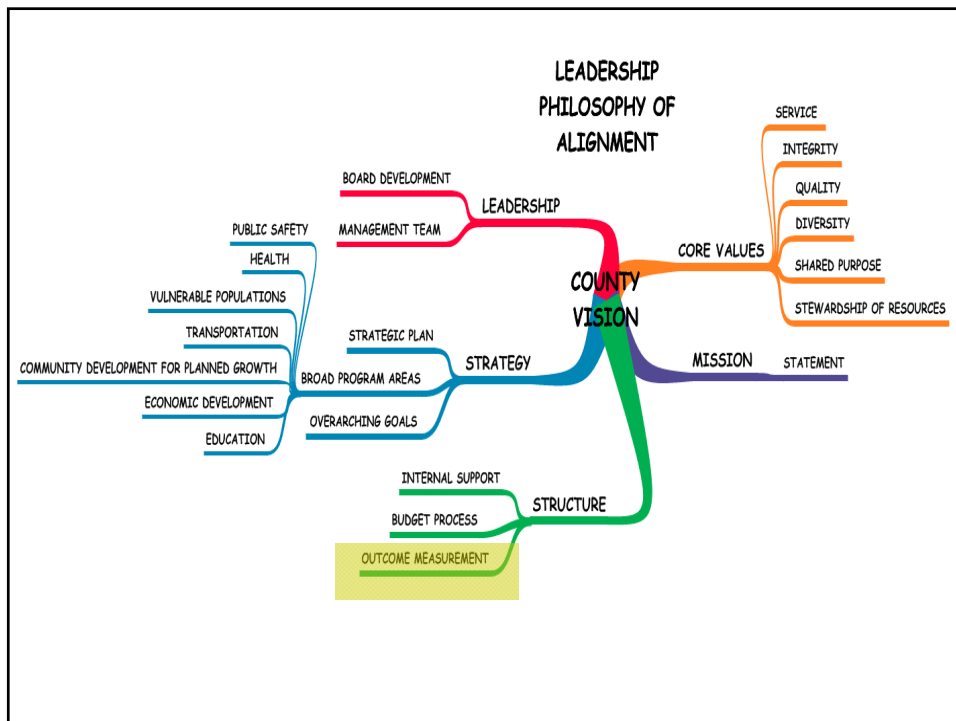 LEADERSHIP
PHILOSOPHY OF
ALIGNMENT
COUNTY
VISION
LEADERSHIP
BOARD DEVELOPMENT
MANAGEMENT TEAM
CORE VALUES
SERVICE
INTEGRITY
QUALITY
DIVERSITY
SHARED PURPOSE
STEWARDSHIP OF RESOURCES
MISSION
STATEMENT
STRATEGY
STRATEGIC PLAN
BROAD PROGRAM AREAS
PUBLIC SAFETY
HEALTH
VULNERABLE POPULATIONS
TRANSPORTATION
COMMUNITY DEVELOPMENT FOR PLANNED GROWTH
ECONOMIC DEVELOPMENT
EDUCATION
OVERARCHING GOALS
STRUCTURE
INTERNAL SUPPORT
BUDGET PROCESS
OUTCOME MEASUREMENT